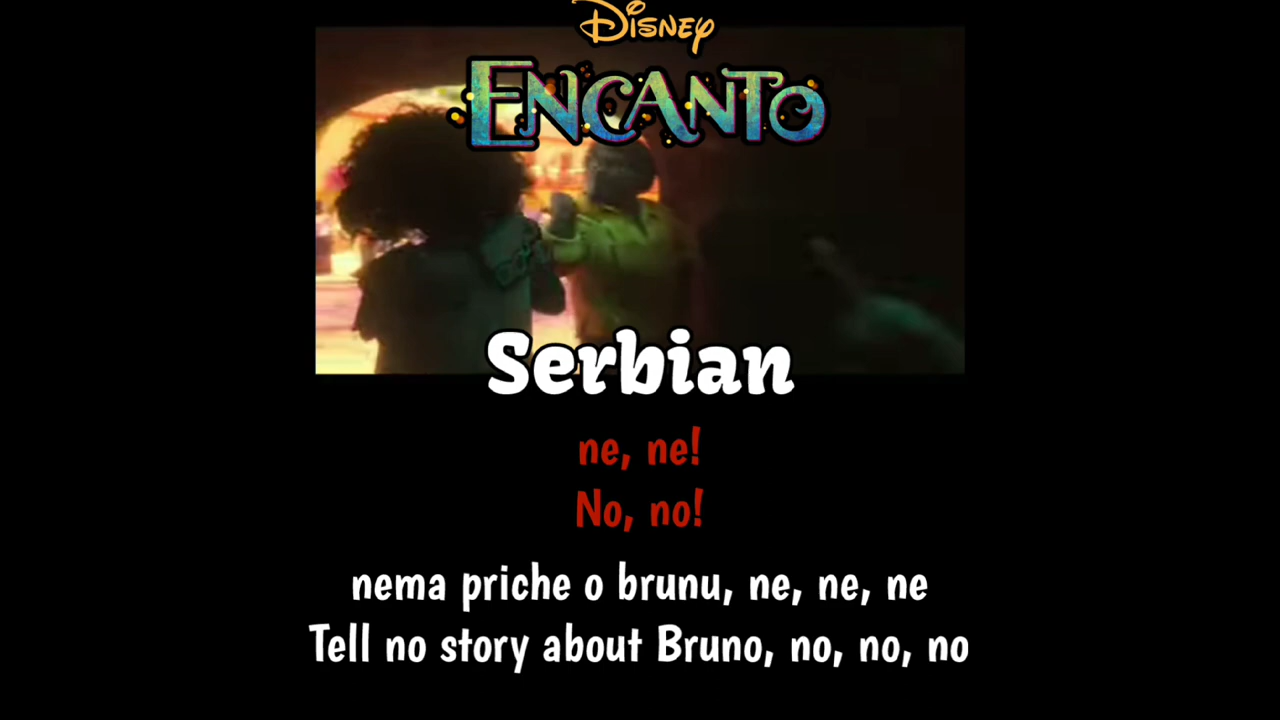 Disney
ENCANTO
Serbian
ne, ne!
No, no!
nema priche o brunu, ne, ne, ne
Tell no story about Bruno, no, no, no